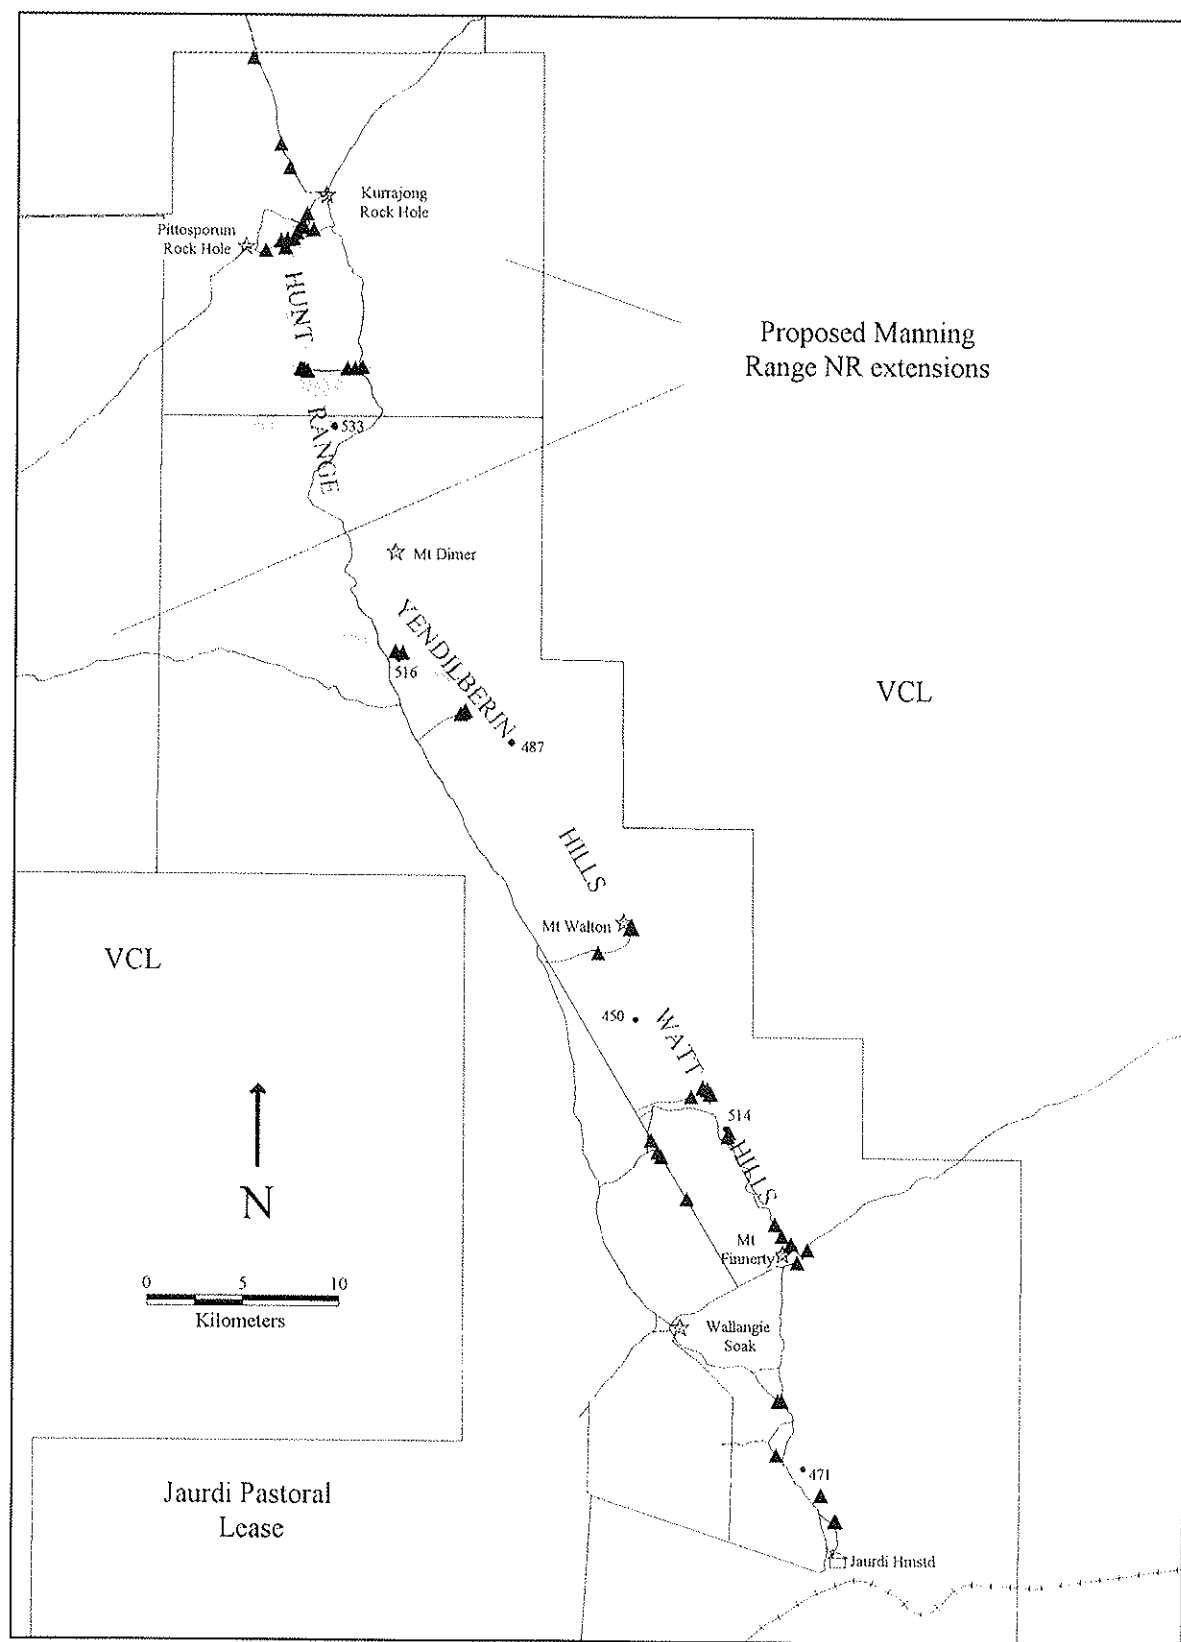 Kurrajong
Rock Hole
Pittosporum
Rock Hole
HUNT
RANGE
Proposed Manning
Range NR extensions
533
Mt Dimer
YENDILBERIN
HILLS
516
487
VCL
Mt Walton
VCL
450
WATT
HILLS
514
N
Mt
Finnerty
0 5 10
Kilometers
Wallangie
Soak
471
Jaurdi Pastoral
Lease
Jaurdi Hmstd